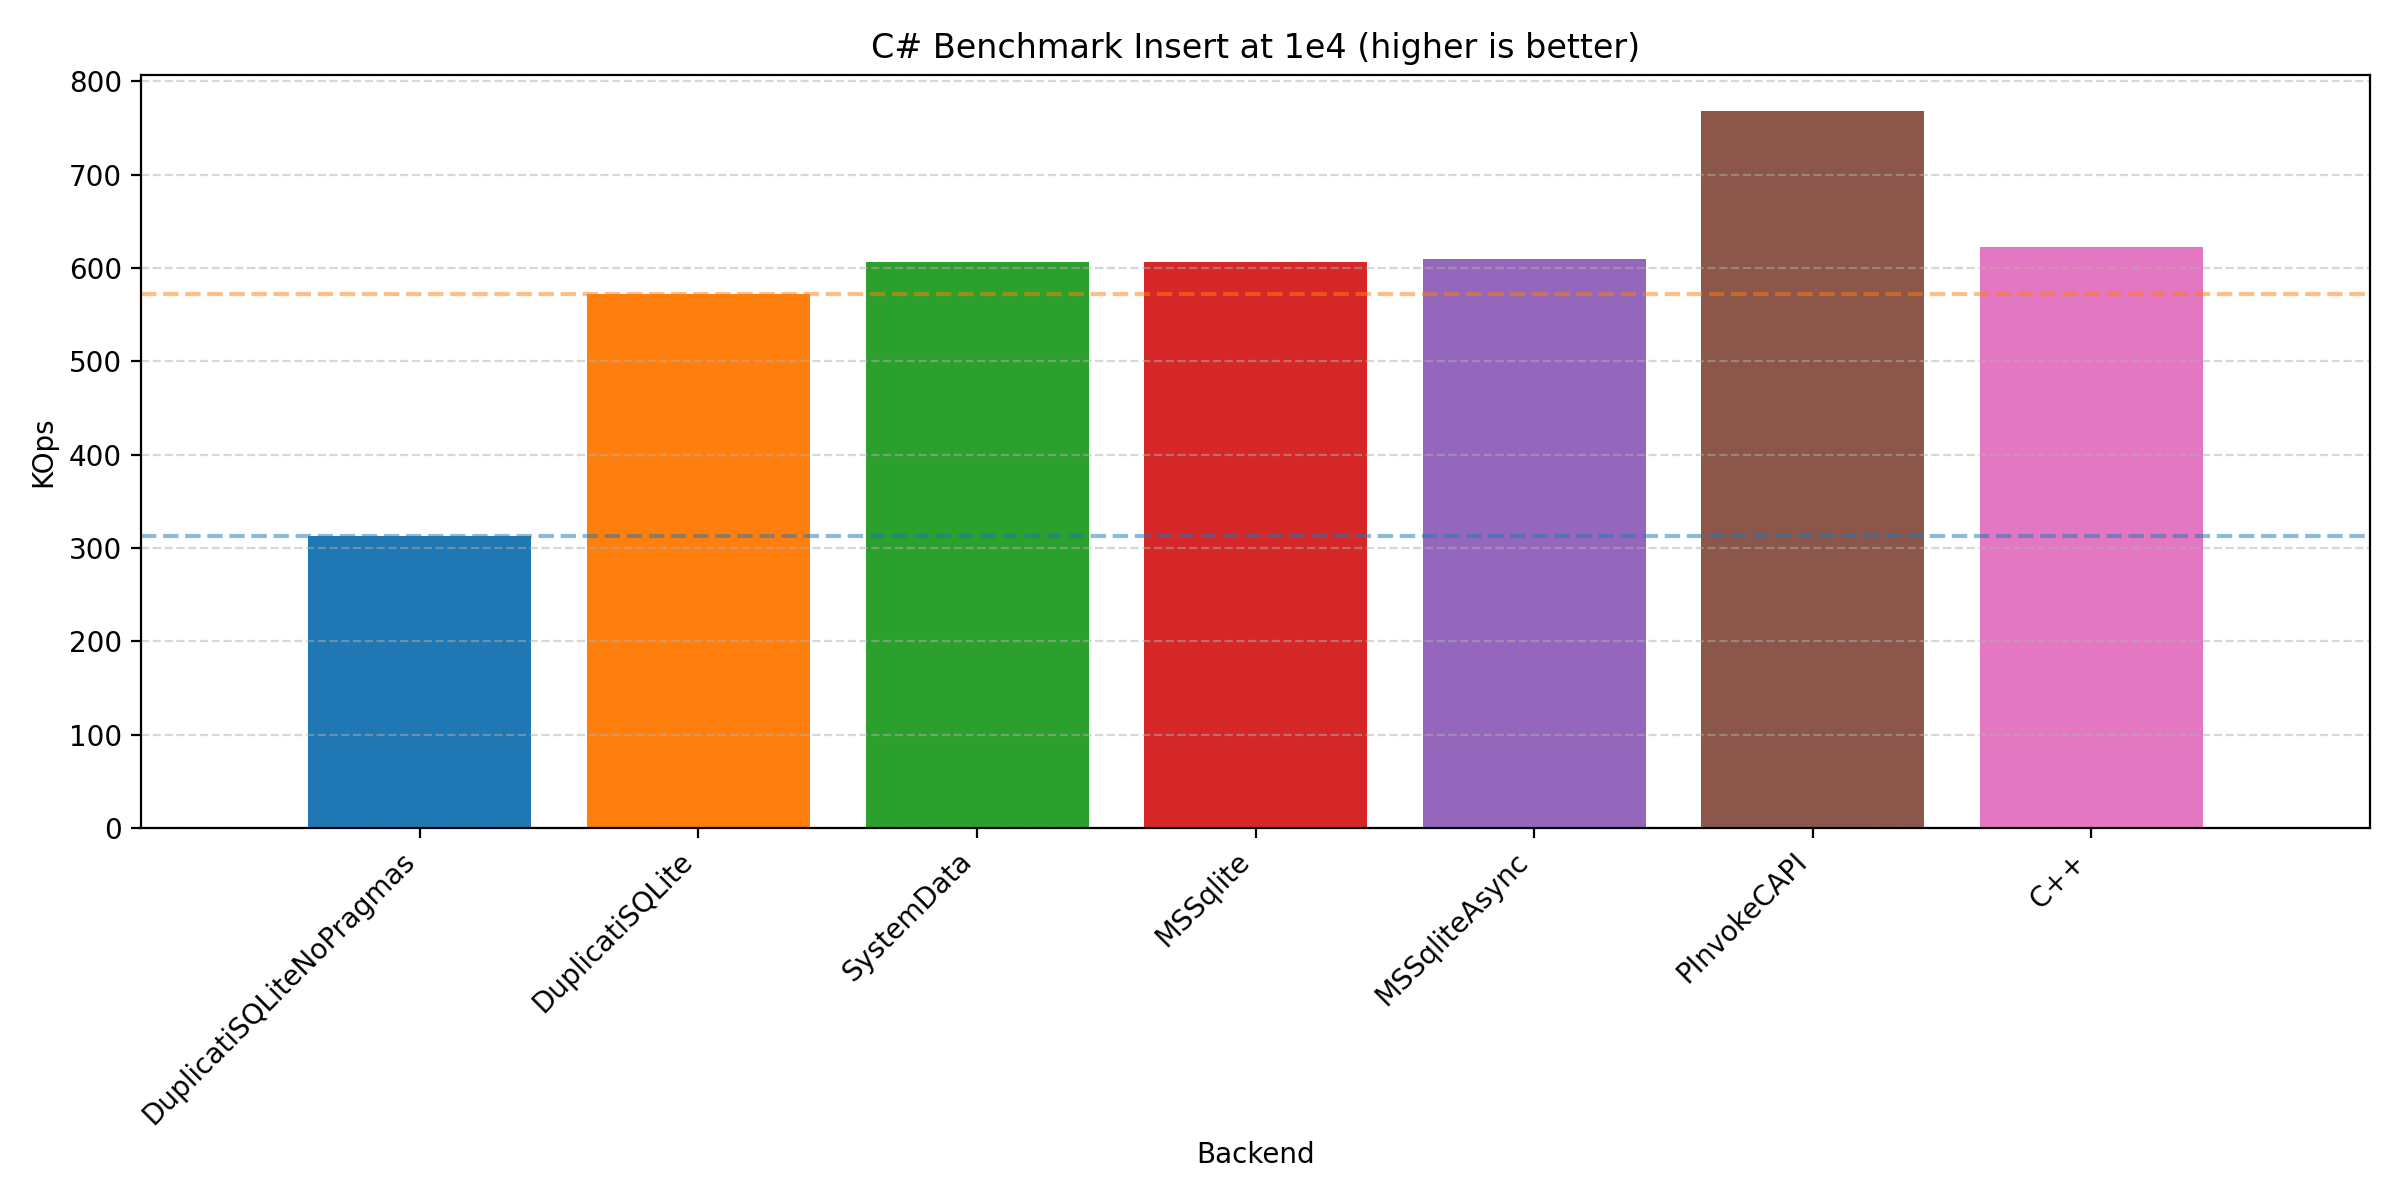 C# Benchmark Insert at 1e4 (higher is better)
KOps
800
700
600
500
400
300
200
100
0
DuplicatiSQLiteNoPragmas
DuplicatiSQLite
SystemData
MSSqlite
MSSqliteAsync
PInvokeCAPI
C++
Backend